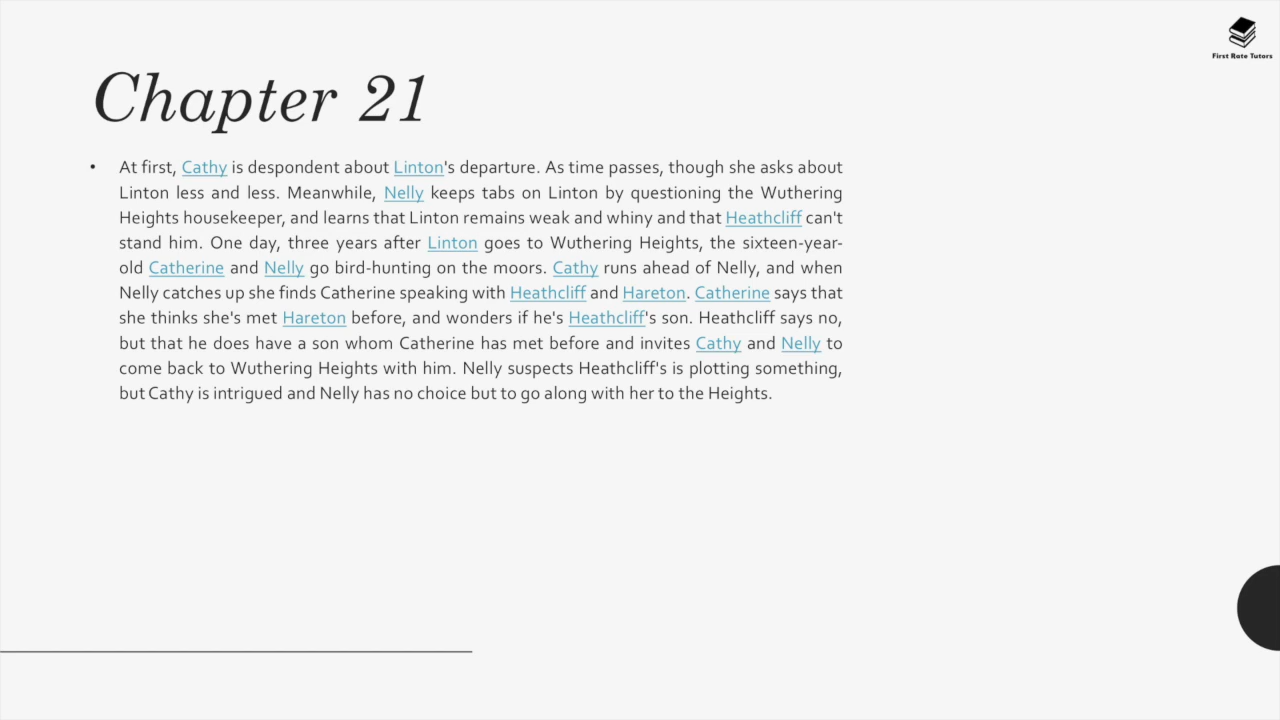 First Rate Tutors
Chapter 21
• At first, Cathy is despondent about Linton's departure. As time passes, though she asks about
Linton less and less. Meanwhile, Nelly keeps tabs on Linton by questioning the Wuthering
Heights housekeeper, and learns that Linton remains weak and whiny and that Heathcliff can't
stand him. One day, three years after Linton goes to Wuthering Heights, the sixteen-year-
old Catherine and Nelly go bird-hunting on the moors. Cathy runs ahead of Nelly, and when
Nelly catches up she finds Catherine speaking with Heathcliff and Hareton. Catherine says that
she thinks she's met Hareton before, and wonders if he's Heathcliff's son. Heathcliff says no,
but that he does have a son whom Catherine has met before and invites Cathy and Nelly to
come back to Wuthering Heights with him. Nelly suspects Heathcliff's is plotting something,
but Cathy is intrigued and Nelly has no choice but to go along with her to the Heights.